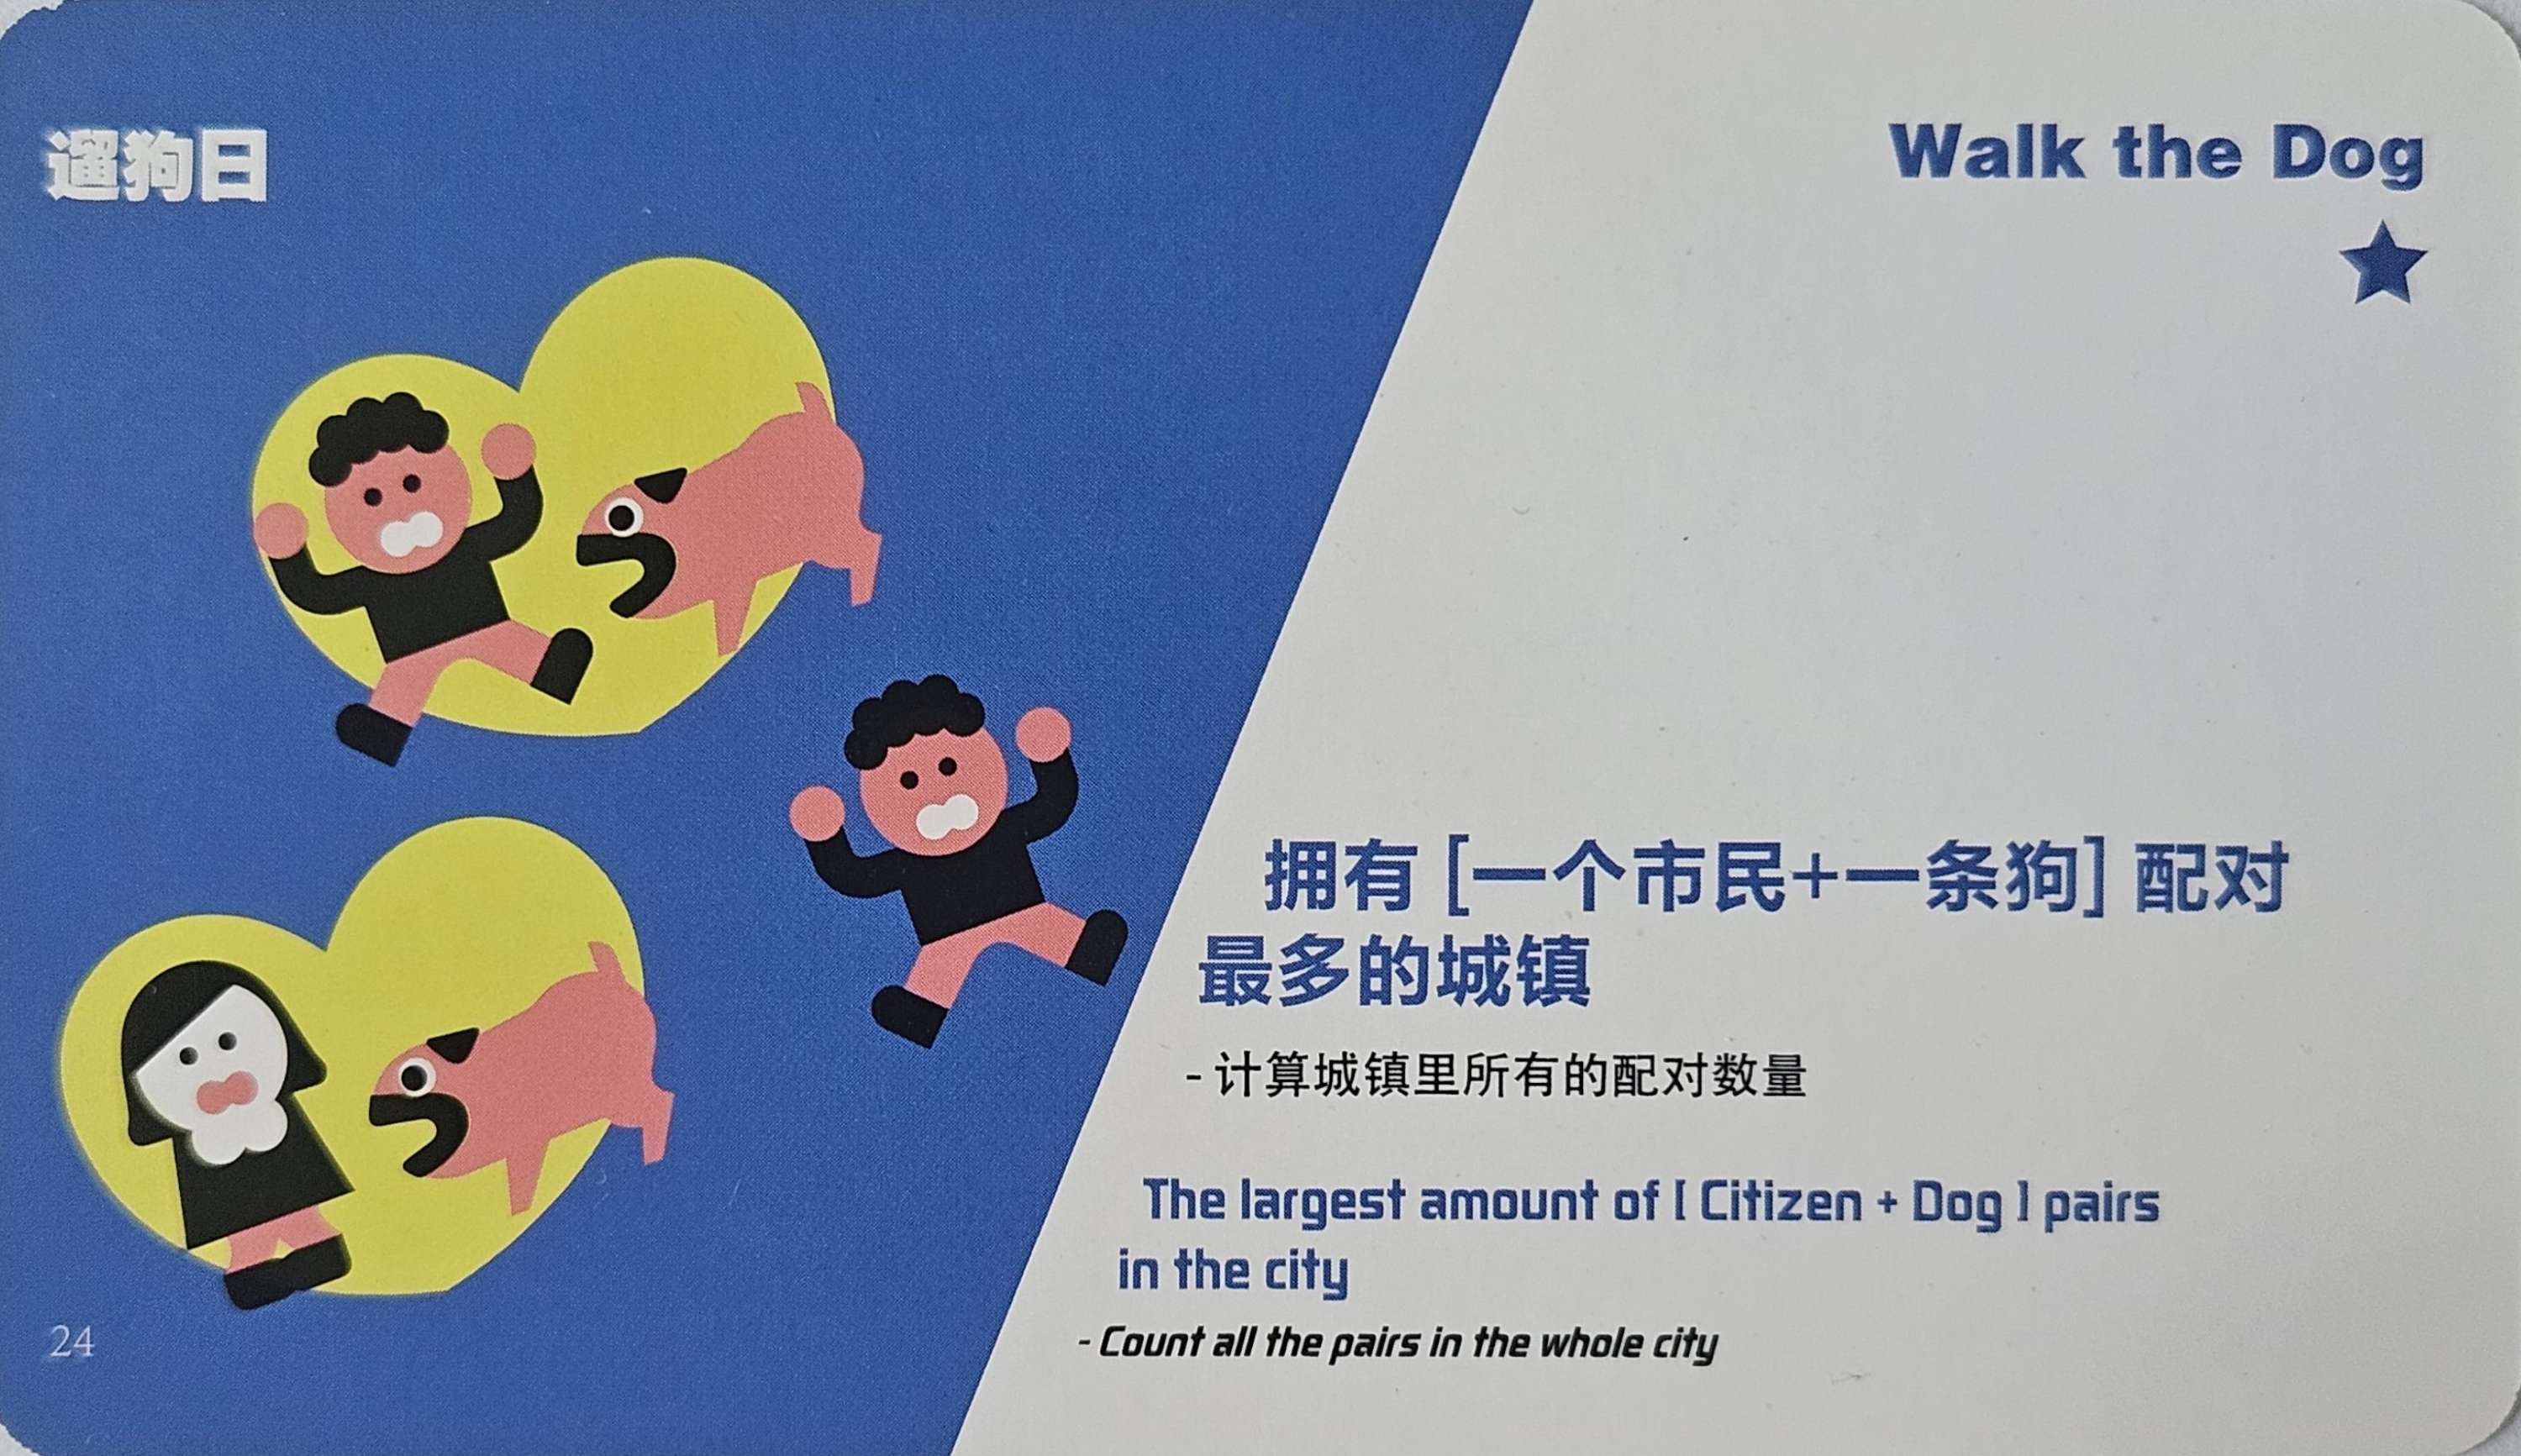 遛狗日
Walk the Dog
拥有 [一个市民+一条狗] 配对
最多的城镇
- 计算城镇里所有的配对数量
The largest amount of [ Citizen + Dog ] pairs
in the city
- Count all the pairs in the whole city
24